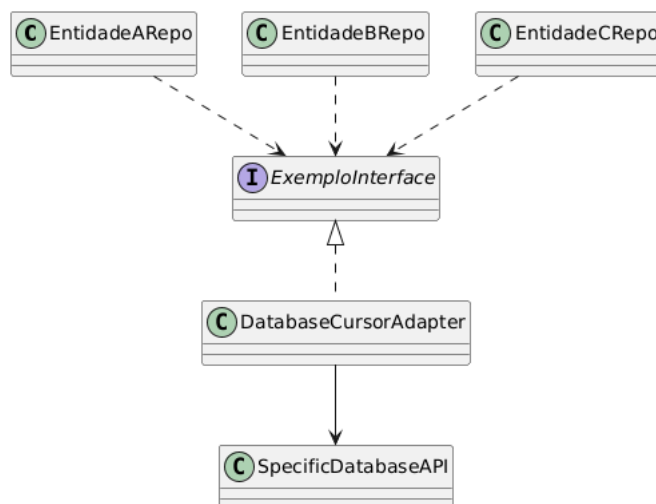 C EntidadeARepo
C EntidadeBRepo
C EntidadeCRepo
I ExemploInterface
C DatabaseCursorAdapter
C SpecificDatabaseAPI